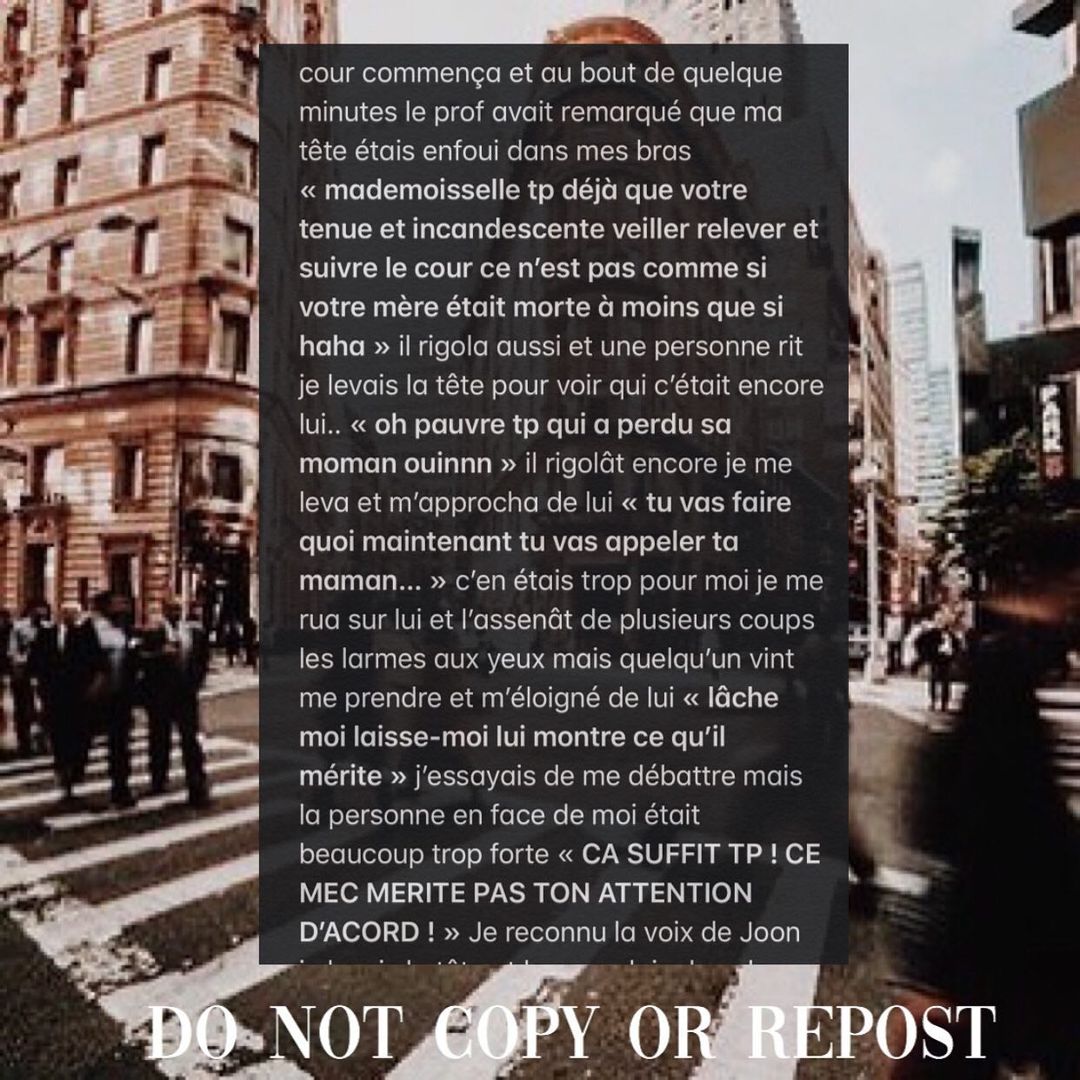 cour commença et au bout de quelque
minutes le prof avait remarqué que ma
tête étais enfoui dans mes bras
« mademoisselle tp déjà que votre
tenue et incandescente veiller relever et
suivre le cour ce n’est pas comme si
votre mère était morte à moins que si
haha » il rigola aussi et une personne rit
je levais la tête pour voir qui c’était encore
lui.. « oh pauvre tp qui a perdu sa
moman ouinnn » il rigolât encore je me
leva et m’approcha de lui « tu vas faire
quoi maintenant tu vas appeler ta
maman... » c’en étais trop pour moi je me
rua sur lui et l’assenât de plusieurs coups
les larmes aux yeux mais quelqu’un vint
me prendre et m’éloigné de lui « lâche
moi laisse-moi lui montre ce qu’il
mérite » j’essayais de me débattre mais
la personne en face de moi était
beaucoup trop forte « CA SUFFIT TP ! CE
MEC MERITE PAS TON ATTENTION
D’ACORD ! » Je reconnu la voix de Joon
DO NOT COPY OR REPOST